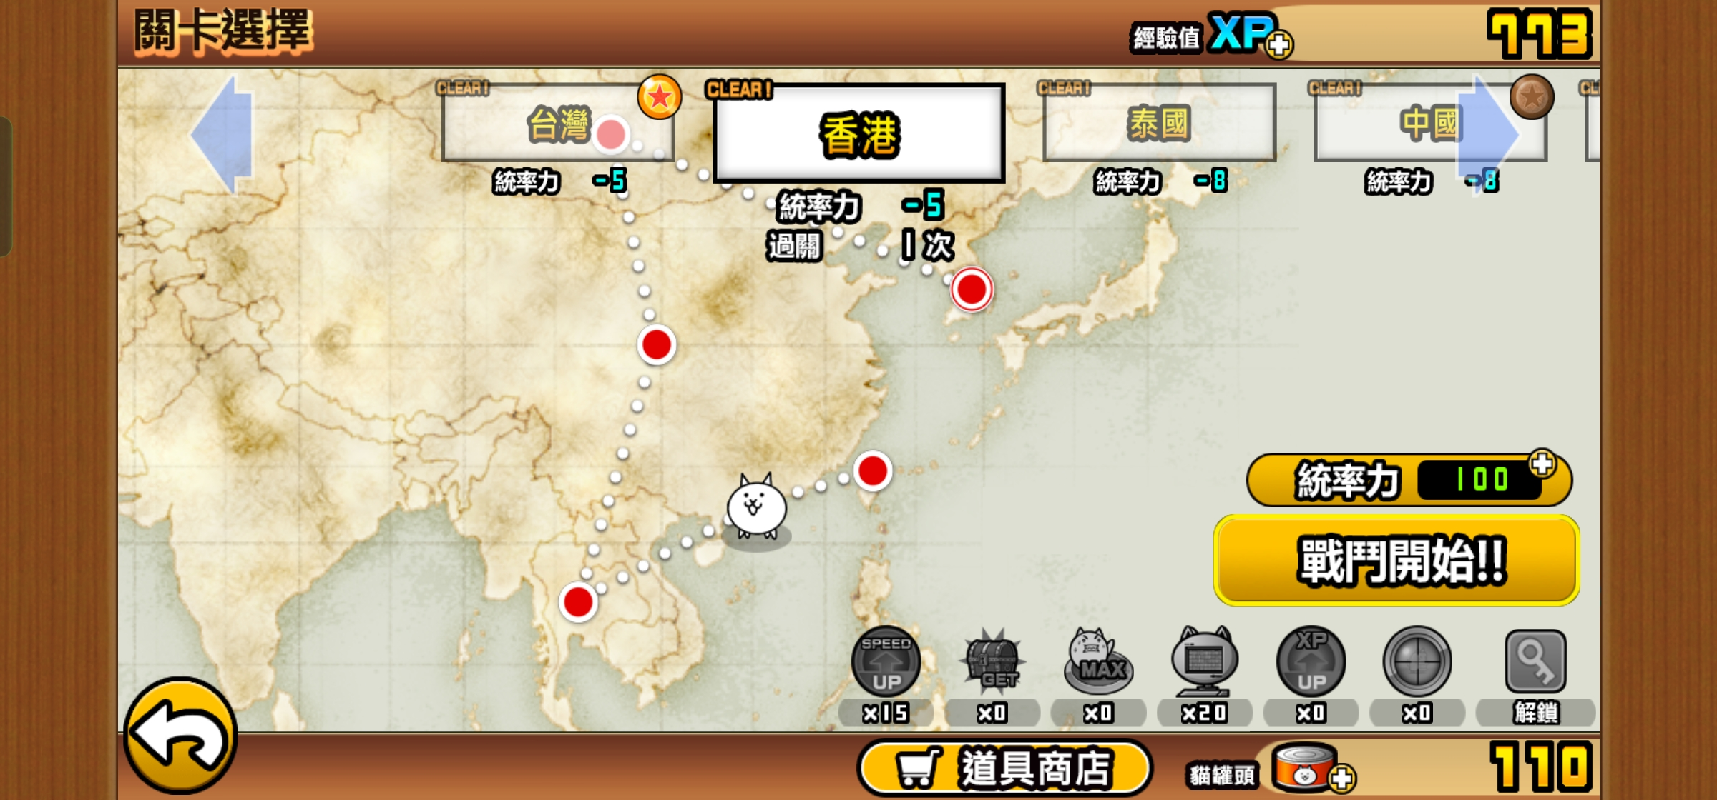 關卡選擇
經驗值 XP 773
CLEAR!
台灣
統率力 -5
CLEAR!
香港
統率力 -5
過關 1次
CLEAR!
泰國
統率力 -8
CLEAR!
中國
統率力 -8
統率力 100
戰鬥開始!!
SPEED UP
x15
GET
x0
MAX
x0
x20
XP UP
x0
x0
解鎖
道具商店
貓罐頭 110